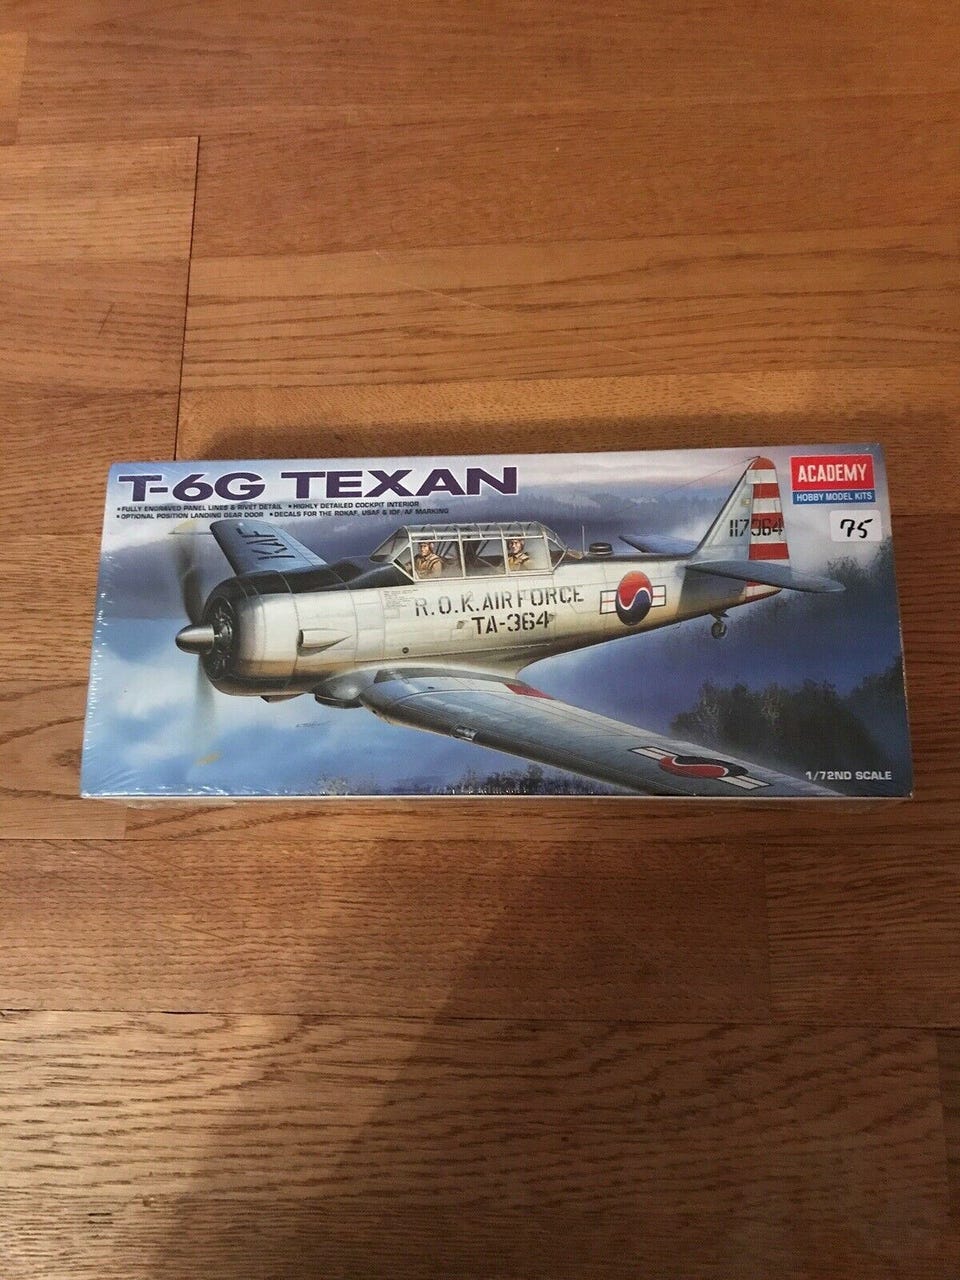 T-6G TEXAN
•FULLY ENGRAVED PANEL LINES & RIVET DETAIL •HIGHLY DETAILED COCKPIT INTERIOR
•OPTIONAL POSITION LANDING GEAR DOOR •DECALS FOR THE ROKAF, USAF & IDF/AF MARKING
ACADEMY
HOBBY MODEL KITS
75
117364
KAF
R.O.K.AIR FORCE
TA-364
1/72ND SCALE